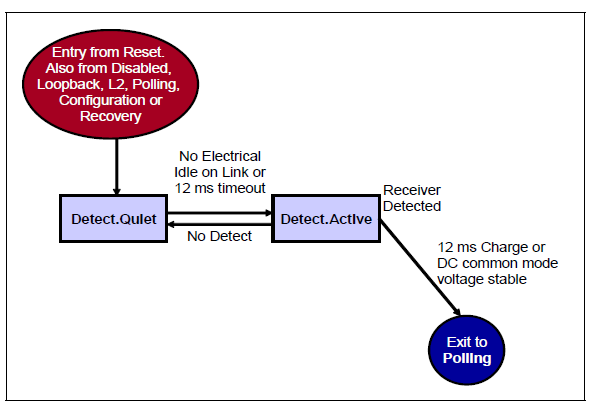 Entry from Reset.
Also from Disabled,
Loopback, L2, Polling,
Configuration or
Recovery
No Electrical
Idle on Link or
12 ms timeout
Detect.Quiet
Detect.Active
Receiver
Detected
No Detect
12 ms Charge or
DC common mode
voltage stable
Exit to
Polling